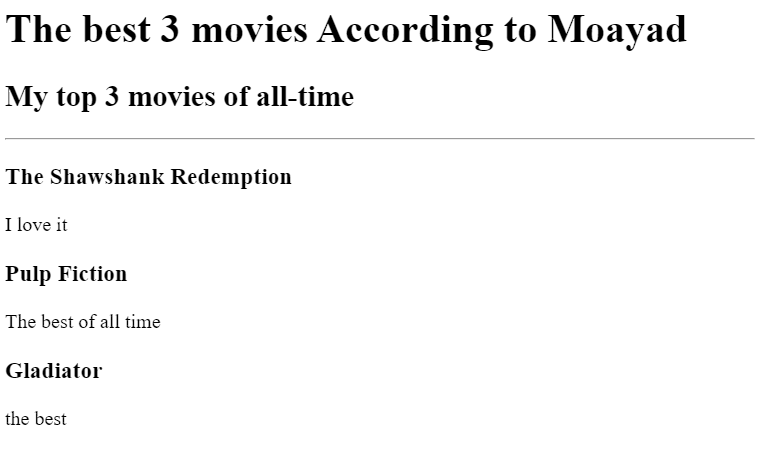 The best 3 movies According to Moayad
My top 3 movies of all-time
The Shawshank Redemption
I love it
Pulp Fiction
The best of all time
Gladiator
the best